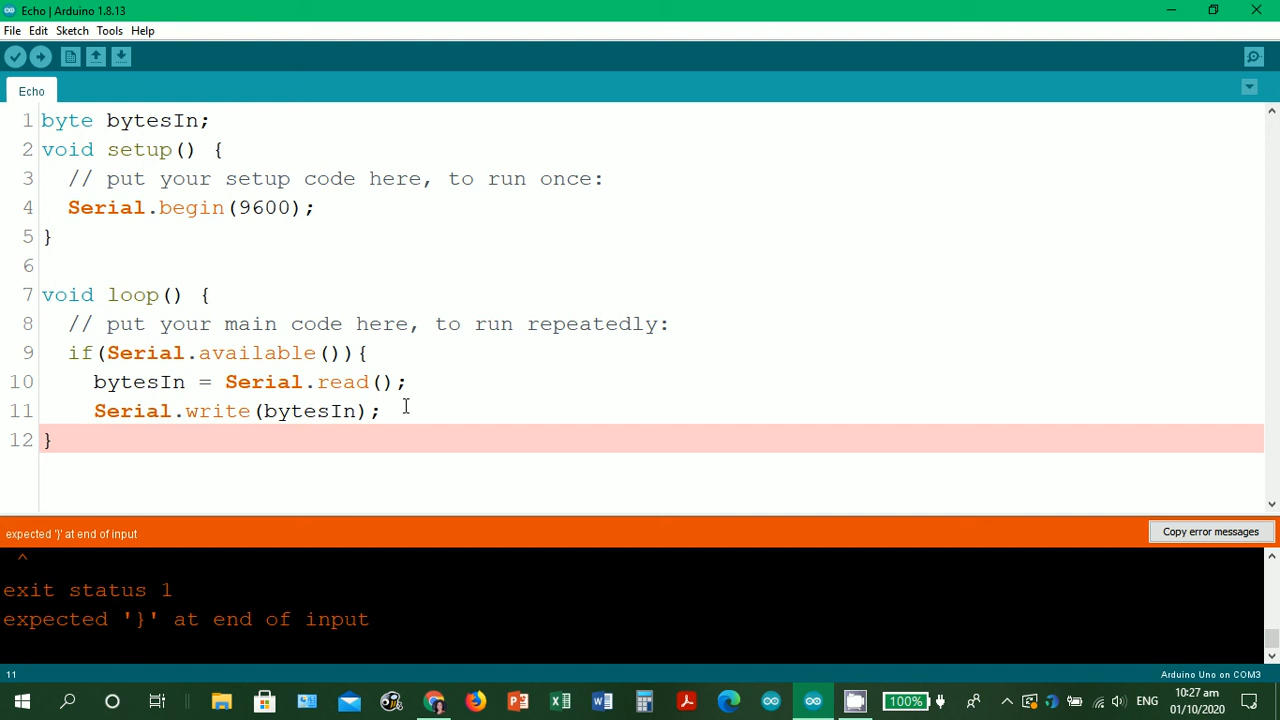 Echo | Arduino 1.8.13
File Edit Sketch Tools Help
Echo
1 byte bytesIn;
2 void setup() {
3   // put your setup code here, to run once:
4   Serial.begin(9600);
5 }
6
7 void loop() {
8   // put your main code here, to run repeatedly:
9   if(Serial.available()){
10     bytesIn = Serial.read();
11     Serial.write(bytesIn);
12 }
expected '}' at end of input
Copy error messages
^
exit status 1
expected '}' at end of input
11
Arduino Uno on COM3
100%
ENG
10:27 am
01/10/2020